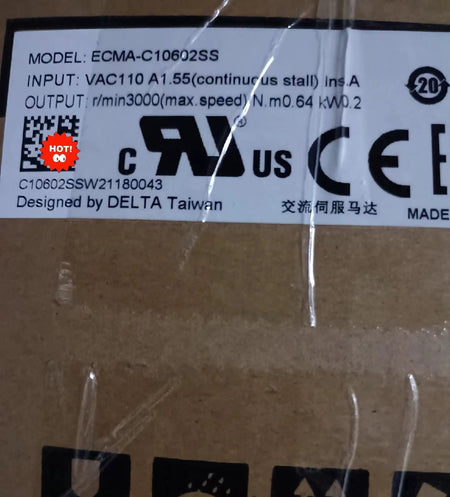 MODEL: ECMA-C10602SS
INPUT: VAC110 A1.55(continuous stall) Ins.A
OUTPUT: r/min3000(max.speed) N.m0.64 kW0.2
20
HOT!
C US CE
®
C10602SSW21180043
Designed by DELTA Taiwan
交流伺服马达
MADE